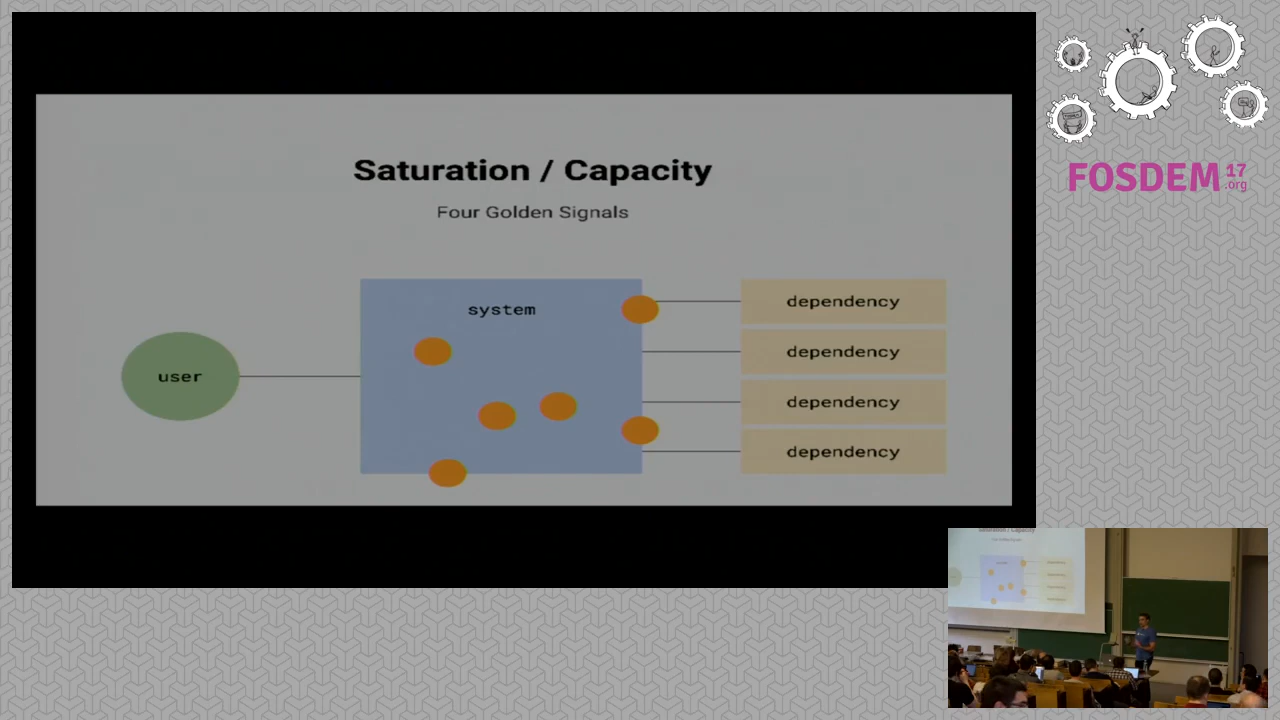 Saturation / Capacity
Four Golden Signals
system
user
dependency
dependency
dependency
dependency
FOSDEM 17
.org